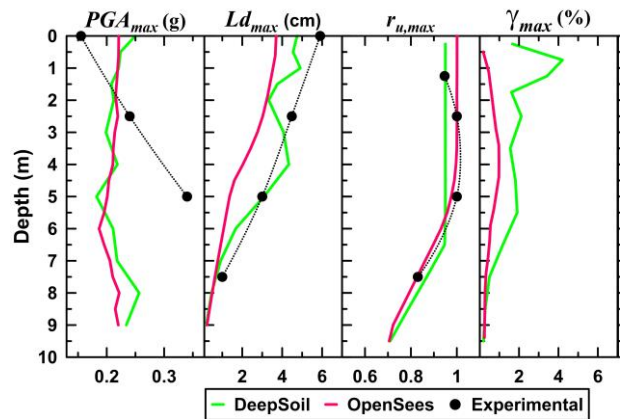 PGAmax (g) Ldmax (cm) ru,max γmax (%)
0
1
2
3
4
5
6
7
8
9
10
Depth (m)
0.2 0.3 0 2 4 6 0.6 0.8 1 2 4 6
DeepSoil OpenSees Experimental